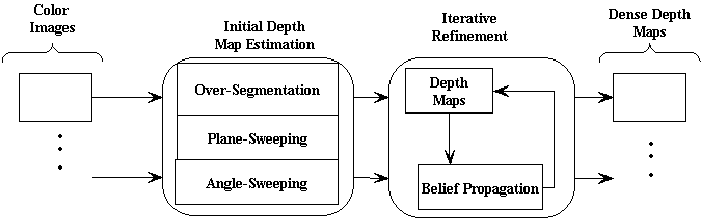 Color
Images
Initial Depth
Map Estimation
Over-Segmentation
Plane-Sweeping
Angle-Sweeping
Iterative
Refinement
Depth
Maps
Belief Propagation
Dense Depth
Maps